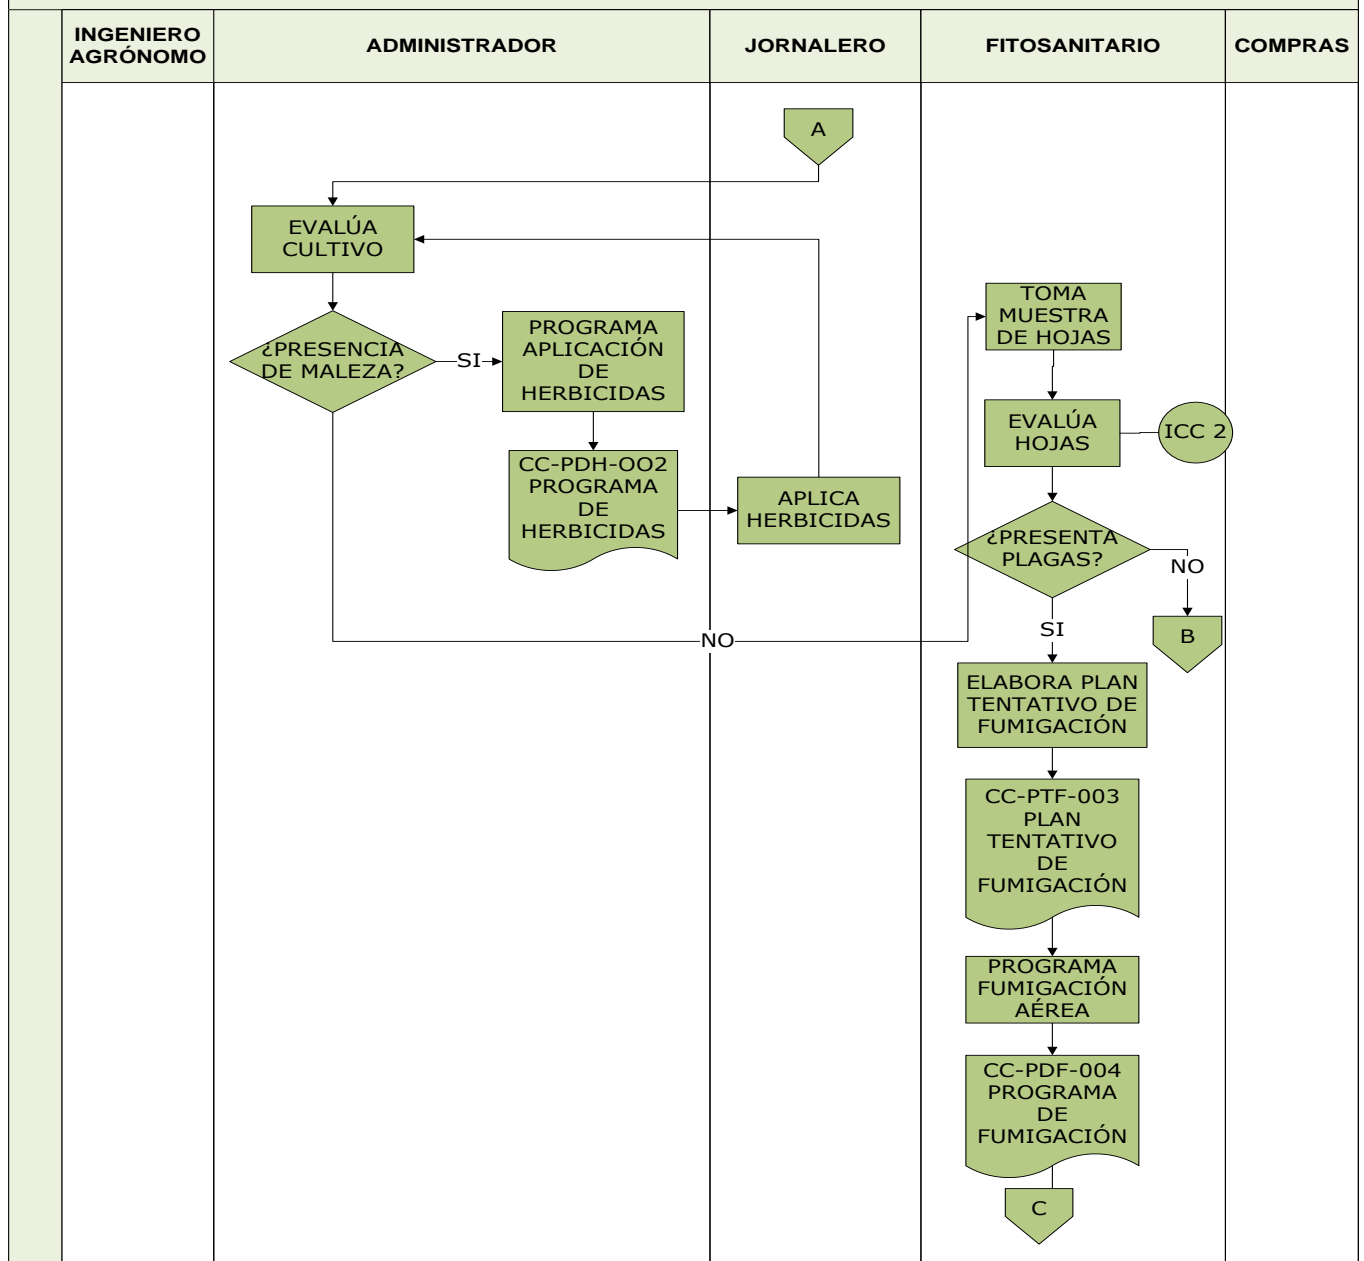 INGENIERO
AGRÓNOMO
ADMINISTRADOR
JORNALERO
FITOSANITARIO
COMPRAS
A
EVALÚA
CULTIVO
¿PRESENCIA
DE MALEZA?
SI
PROGRAMA
APLICACIÓN
DE
HERBICIDAS
CC-PDH-OO2
PROGRAMA
DE
HERBICIDAS
APLICA
HERBICIDAS
NO
TOMA
MUESTRA
DE HOJAS
EVALÚA
HOJAS
ICC 2
¿PRESENTA
PLAGAS?
NO
B
SI
ELABORA PLAN
TENTATIVO DE
FUMIGACIÓN
CC-PTF-003
PLAN
TENTATIVO
DE
FUMIGACIÓN
PROGRAMA
FUMIGACIÓN
AÉREA
CC-PDF-004
PROGRAMA
DE
FUMIGACIÓN
C